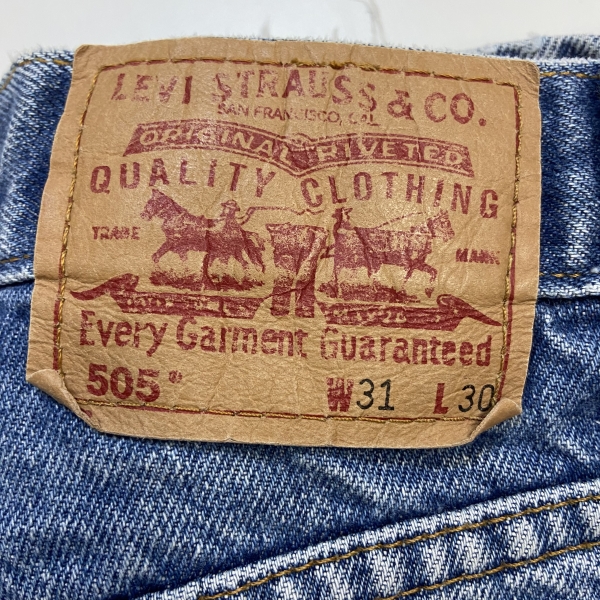 LEVI STRAUSS & CO.
SAN FRANCISCO, CAL.
ORIGINAL RIVETED
QUALITY CLOTHING
TRADE MARK
Every Garment Guaranteed
505® W31 L30